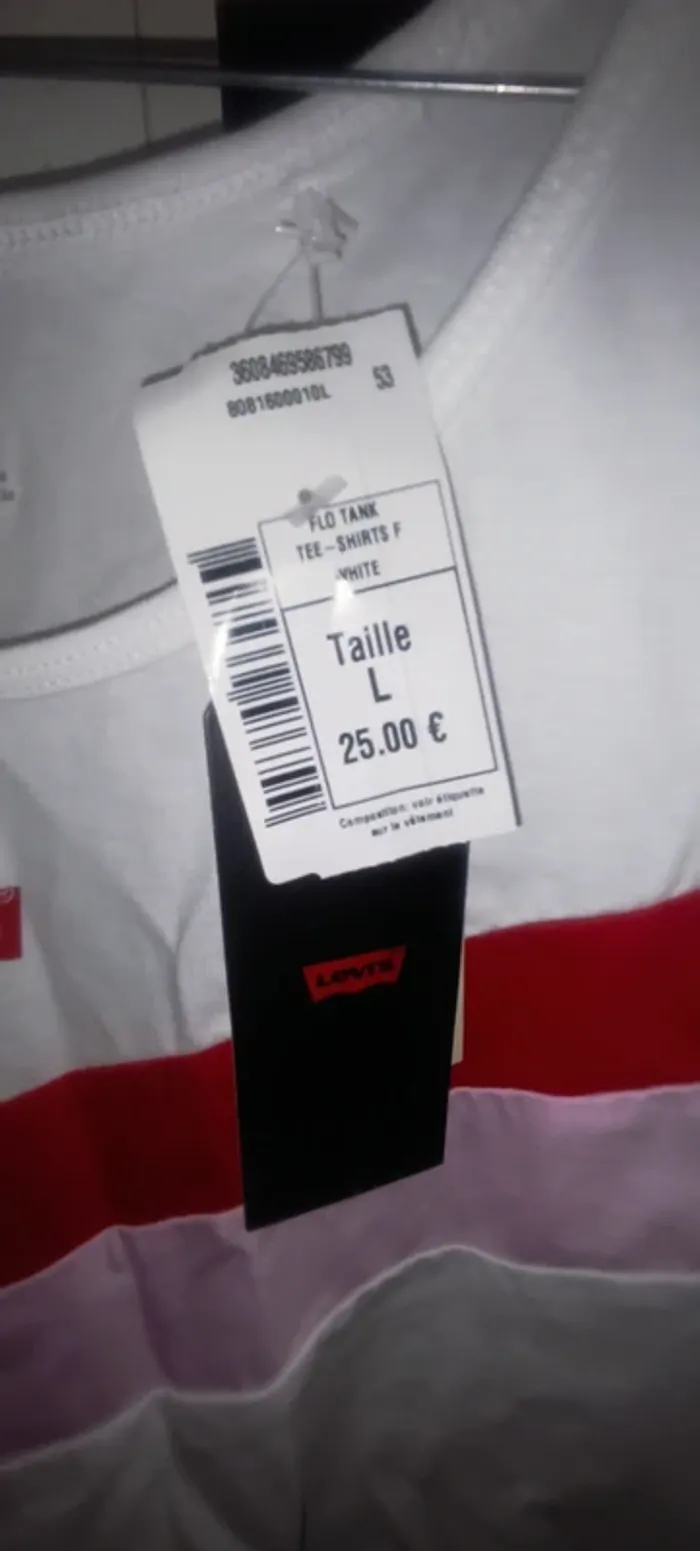 3608469586799
8081600010L
53
FLO TANK
TEE-SHIRTS F
WHITE
Taille
L
25.00 €
Composition: voir étiquette
sur le vêtement
Levi's